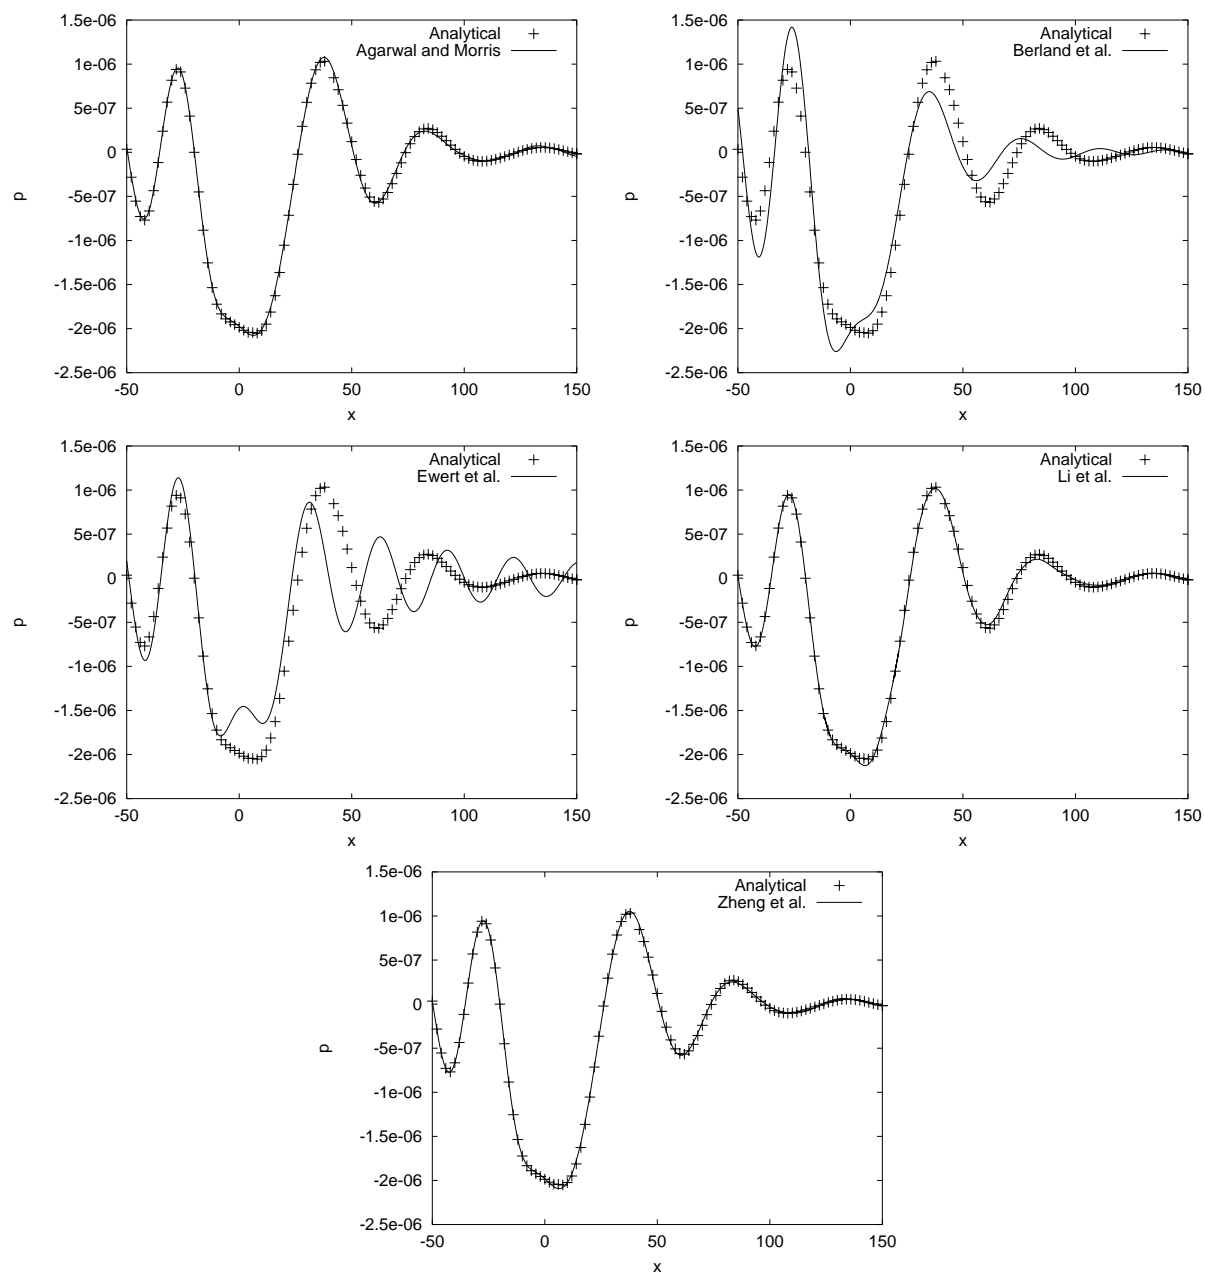 1.5e-06
1e-06
5e-07
0
-5e-07
-1e-06
-1.5e-06
-2e-06
-2.5e-06
-50 0 50 100 150
p
x
Analytical
Agarwal and Morris
1.5e-06
1e-06
5e-07
0
-5e-07
-1e-06
-1.5e-06
-2e-06
-2.5e-06
-50 0 50 100 150
p
x
Analytical
Berland et al.
1.5e-06
1e-06
5e-07
0
-5e-07
-1e-06
-1.5e-06
-2e-06
-2.5e-06
-50 0 50 100 150
p
x
Analytical
Ewert et al.
1.5e-06
1e-06
5e-07
0
-5e-07
-1e-06
-1.5e-06
-2e-06
-2.5e-06
-50 0 50 100 150
p
x
Analytical
Li et al.
1.5e-06
1e-06
5e-07
0
-5e-07
-1e-06
-1.5e-06
-2e-06
-2.5e-06
-50 0 50 100 150
p
x
Analytical
Zheng et al.